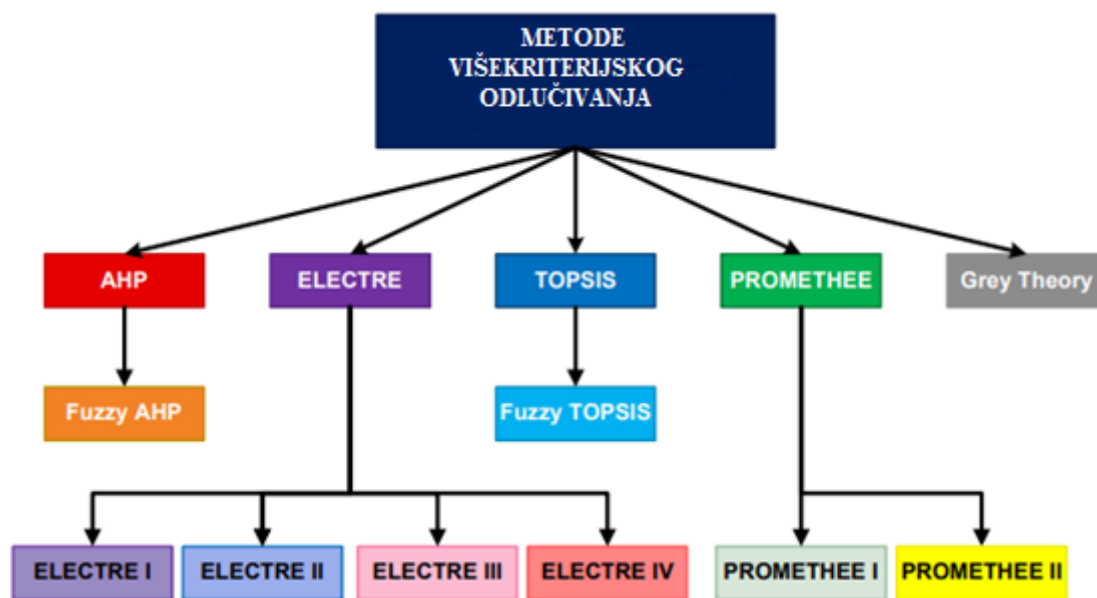 METODE
VIŠEKRITERIJSKOG
ODLUČIVANJA
AHP
ELECTRE
TOPSIS
PROMETHEE
Grey Theory
Fuzzy AHP
Fuzzy TOPSIS
ELECTRE I
ELECTRE II
ELECTRE III
ELECTRE IV
PROMETHEE I
PROMETHEE II